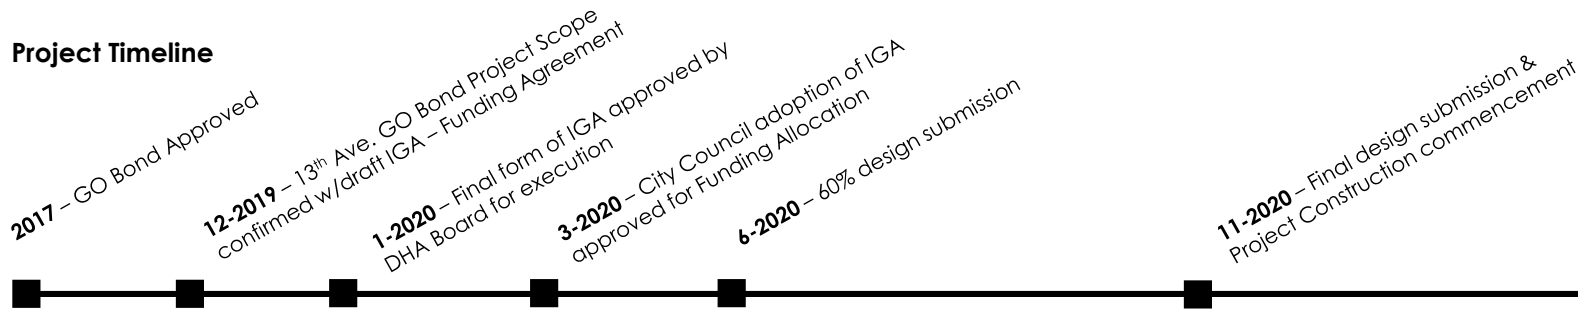 Project Timeline
2017 – GO Bond Approved
12-2019 – 13th Ave. GO Bond Project Scope
confirmed w/draft IGA – Funding Agreement
1-2020 – Final form of IGA approved by
DHA Board for execution
3-2020 – City Council adoption of IGA
approved for Funding Allocation
6-2020 – 60% design submission
11-2020 – Final design submission &
Project Construction commencement